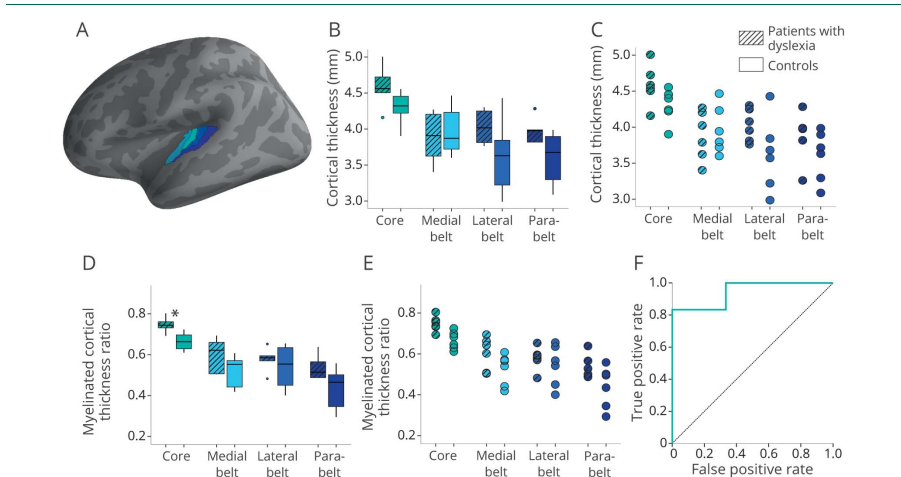 A
B
Cortical thickness (mm)
5.0
4.5
4.0
3.5
3.0
Core
Medial
belt
Lateral
belt
Para-
belt
C
Patients with
dyslexia
Controls
Cortical thickness (mm)
5.0
4.5
4.0
3.5
3.0
Core
Medial
belt
Lateral
belt
Para-
belt
D
Myelinated cortical
thickness ratio
0.8
0.6
0.4
0.2
*
Core
Medial
belt
Lateral
belt
Para-
belt
E
Myelinated cortical
thickness ratio
0.8
0.6
0.4
0.2
Core
Medial
belt
Lateral
belt
Para-
belt
F
True positive rate
1.0
0.8
0.6
0.4
0.2
0
0 0.2 0.4 0.6 0.8 1.0
False positive rate